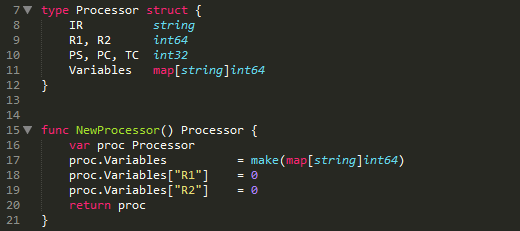 7 type Processor struct {
8 IR string
9 R1, R2 int64
10 PS, PC, TC int32
11 Variables map[string]int64
12 }
13
14
15 func NewProcessor() Processor {
16 var proc Processor
17 proc.Variables = make(map[string]int64)
18 proc.Variables["R1"] = 0
19 proc.Variables["R2"] = 0
20 return proc
21 }